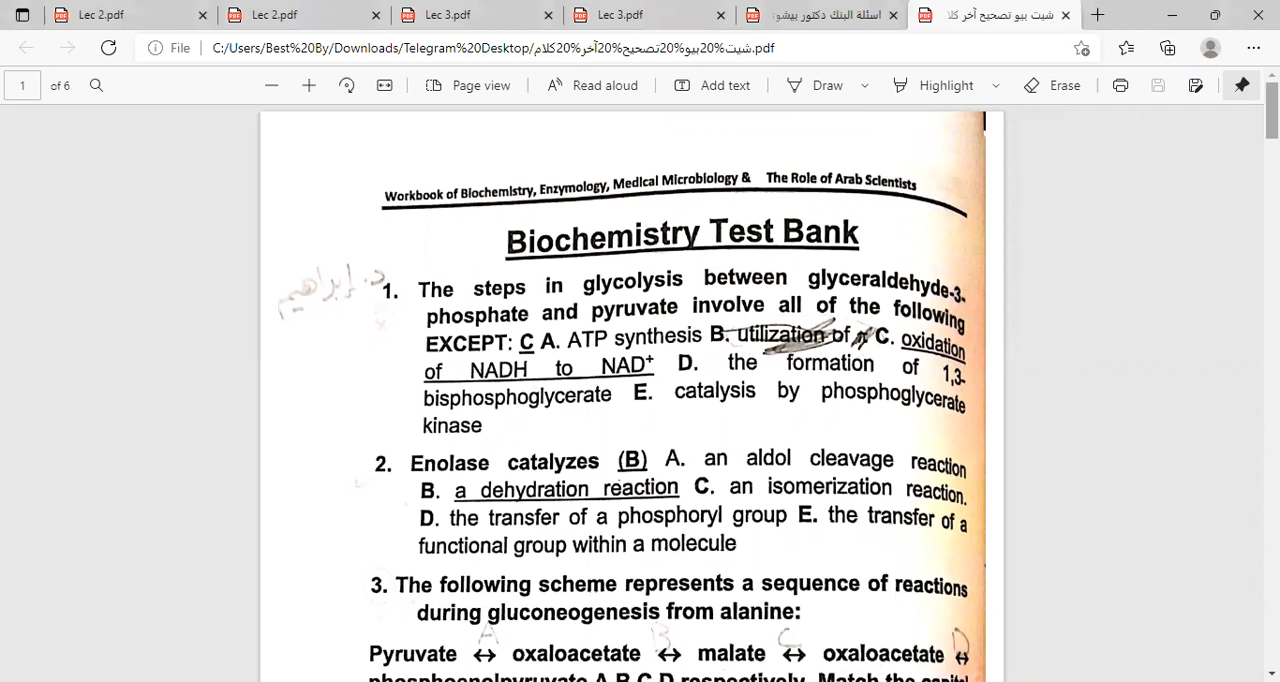 Lec 2.pdf
Lec 2.pdf
Lec 3.pdf
Lec 3.pdf
اسئلة البنك دكتور بيشوي
شيت بيو تصحيح آخر كلا
File
C:/Users/Best%20By/Downloads/Telegram%20Desktop/شيت%20بيو%20تصحيح%20آخر%20كلام.pdf
1 of 6
Page view
Read aloud
Add text
Draw
Highlight
Erase
Workbook of Biochemistry, Enzymology, Medical Microbiology & The Role of Arab Scientists
Biochemistry Test Bank
د. إبراهيم
1. The steps in glycolysis between glyceraldehyde-3-
phosphate and pyruvate involve all of the following
EXCEPT: C A. ATP synthesis B. utilization of C. oxidation
of NADH to NAD⁺ D. the formation of 1,3-
bisphosphoglycerate E. catalysis by phosphoglycerate
kinase
2. Enolase catalyzes (B) A. an aldol cleavage reaction
B. a dehydration reaction C. an isomerization reaction.
D. the transfer of a phosphoryl group E. the transfer of a
functional group within a molecule
3. The following scheme represents a sequence of reactions
during gluconeogenesis from alanine:
A B C D
Pyruvate ↔ oxaloacetate ↔ malate ↔ oxaloacetate ↔
phosphoenolpyruvate A,B,C,D respectively. Match the capital